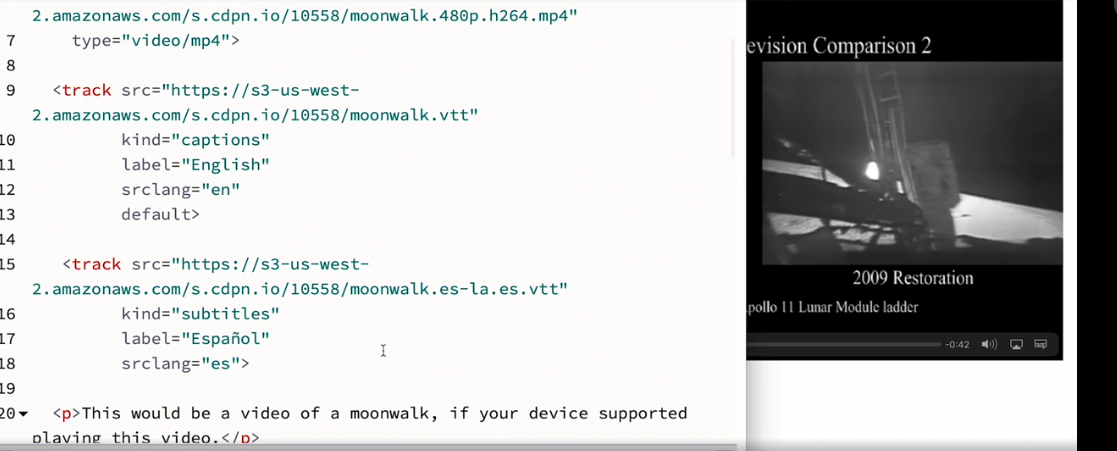 2.amazonaws.com/s.cdpn.io/10558/moonwalk.480p.h264.mp4"
7 type="video/mp4">
8
9 <track src="https://s3-us-west-
2.amazonaws.com/s.cdpn.io/10558/moonwalk.vtt"
10 kind="captions"
11 label="English"
12 srclang="en"
13 default>
14
15 <track src="https://s3-us-west-
2.amazonaws.com/s.cdpn.io/10558/moonwalk.es-la.es.vtt"
16 kind="subtitles"
17 label="Español"
18 srclang="es">
19
20 <p>This would be a video of a moonwalk, if your device supported
playing this video.</p>
evision Comparison 2
2009 Restoration
pollo 11 Lunar Module ladder
-0:42